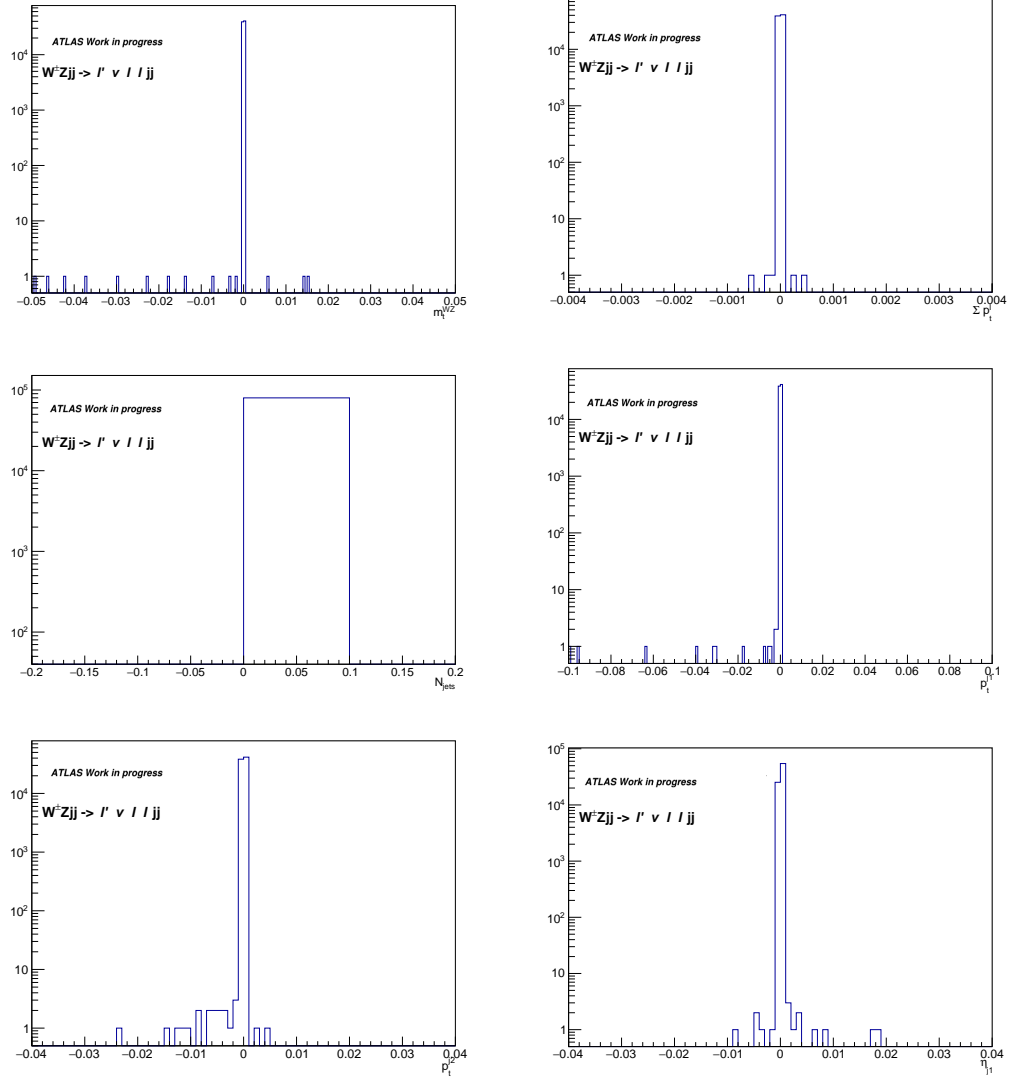 10⁴
10³
10²
10
1
ATLAS Work in progress
W±Zjj -> l' ν l l jj
−0.05 −0.04 −0.03 −0.02 −0.01 0 0.01 0.02 0.03 0.04 0.05
m_t^WZ
10⁴
10³
10²
10
1
ATLAS Work in progress
W±Zjj -> l' ν l l jj
−0.004 −0.003 −0.002 −0.001 0 0.001 0.002 0.003 0.004
Σ p_t^l
10⁵
10⁴
10³
10²
ATLAS Work in progress
W±Zjj -> l' ν l l jj
−0.2 −0.15 −0.1 −0.05 0 0.05 0.1 0.15 0.2
N_jets
10⁴
10³
10²
10
1
ATLAS Work in progress
W±Zjj -> l' ν l l jj
−0.1 −0.08 −0.06 −0.04 −0.02 0 0.02 0.04 0.06 0.08 0.1
p_t^j1
10⁴
10³
10²
10
1
ATLAS Work in progress
W±Zjj -> l' ν l l jj
−0.04 −0.03 −0.02 −0.01 0 0.01 0.02 0.03 0.04
p_t^j2
10⁵
10⁴
10³
10²
10
1
ATLAS Work in progress
W±Zjj -> l' ν l l jj
−0.04 −0.03 −0.02 −0.01 0 0.01 0.02 0.03 0.04
η_j1